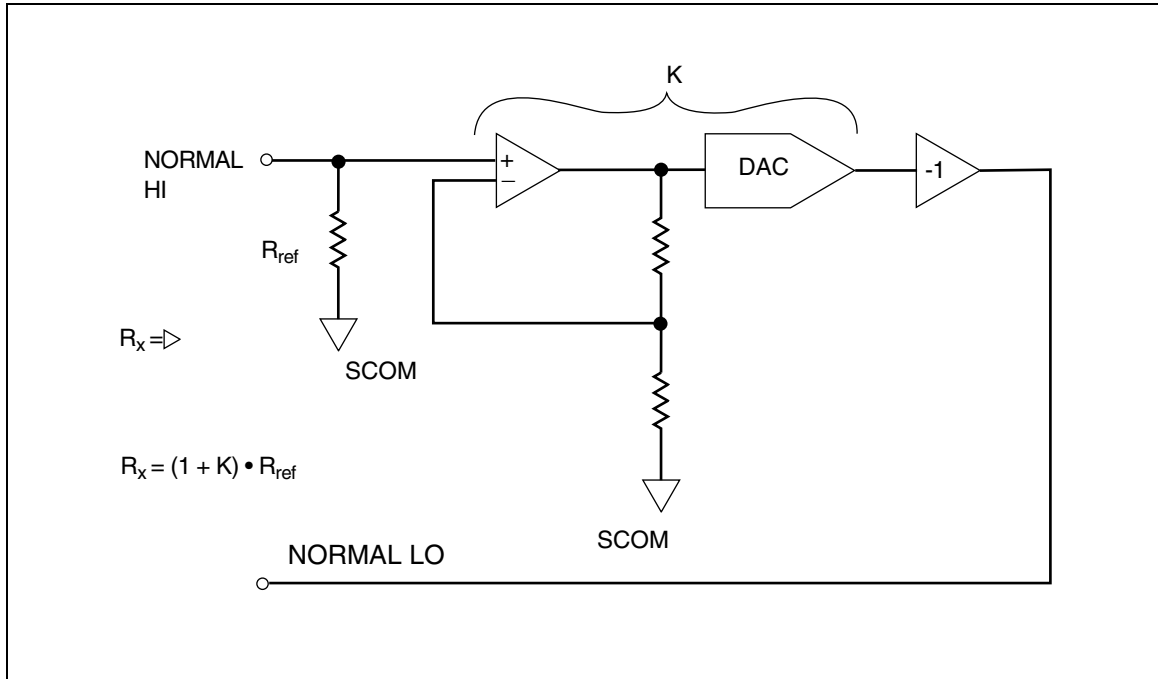 K
NORMAL
HI
+
–
DAC
-1
Rref
Rx =▷
SCOM
Rx = (1 + K) • Rref
SCOM
NORMAL LO